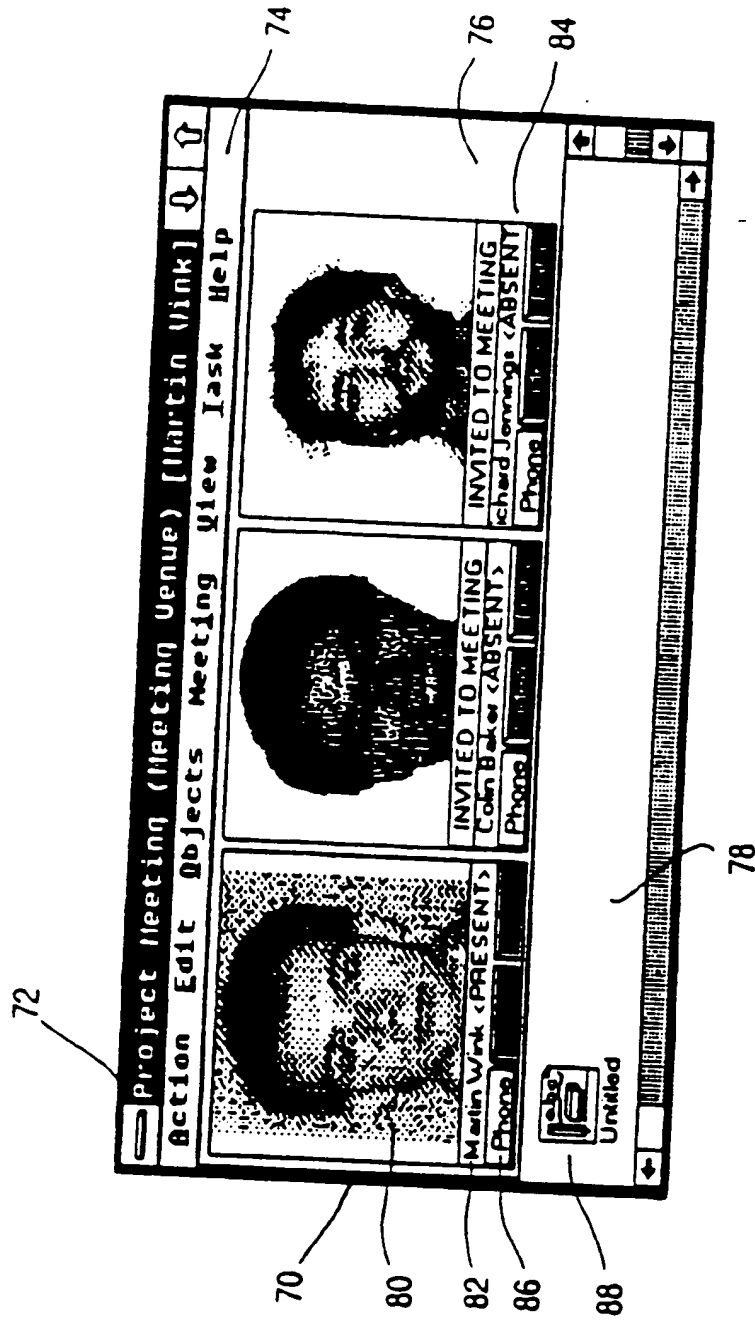 72
Project Meeting (Meeting Venue) [Martin Wink]
Action Edit Objects Meeting View Task Help
74
70
76
80
INVITED TO MEETING
INVITED TO MEETING
82
Martin Wink <PRESENT>
Colin Baker <ABSENT>
ichard Jennings <ABSENT
84
86
Phone
Phone
Phone
88
Untitled
78